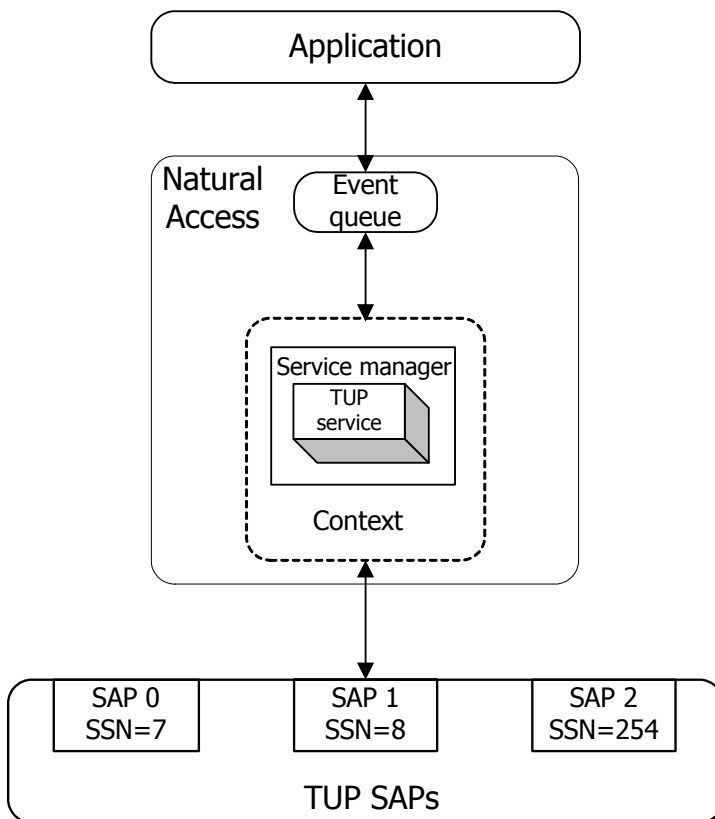 Application
Natural
Access
Event
queue
Service manager
TUP
service
Context
SAP 0
SSN=7
SAP 1
SSN=8
SAP 2
SSN=254
TUP SAPs